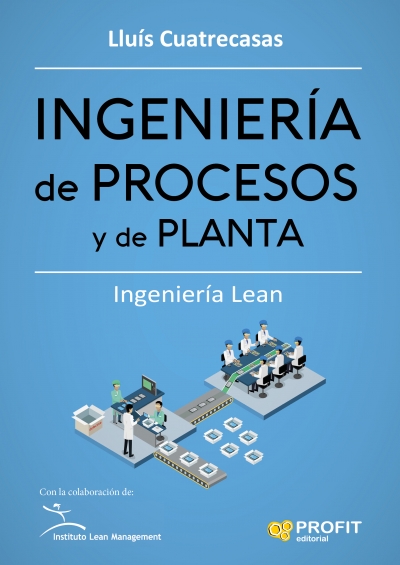 Lluís Cuatrecasas
INGENIERÍA
de PROCESOS
y de PLANTA
Ingeniería Lean
Con la colaboración de:
Instituto Lean Management
PROFIT
editorial